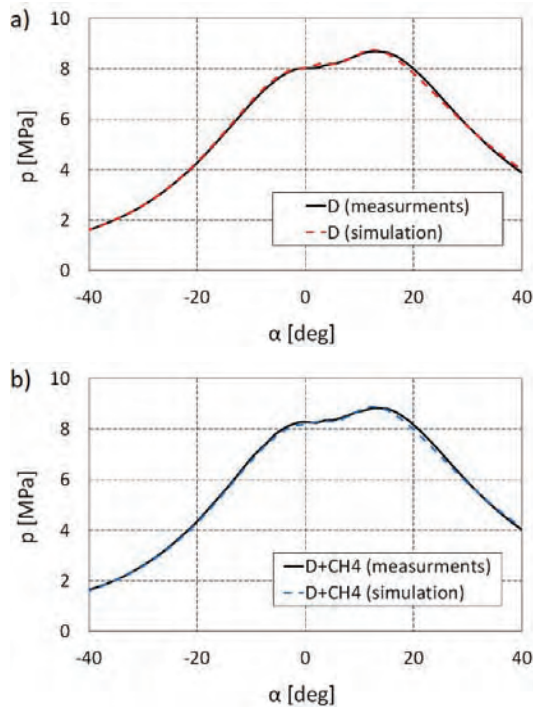 a)
10
8
6
4
2
0
p [MPa]
D (measurments)
D (simulation)
-40 -20 0 20 40
α [deg]
b)
10
8
6
4
2
0
p [MPa]
D+CH4 (measurments)
D+CH4 (simulation)
-40 -20 0 20 40
α [deg]